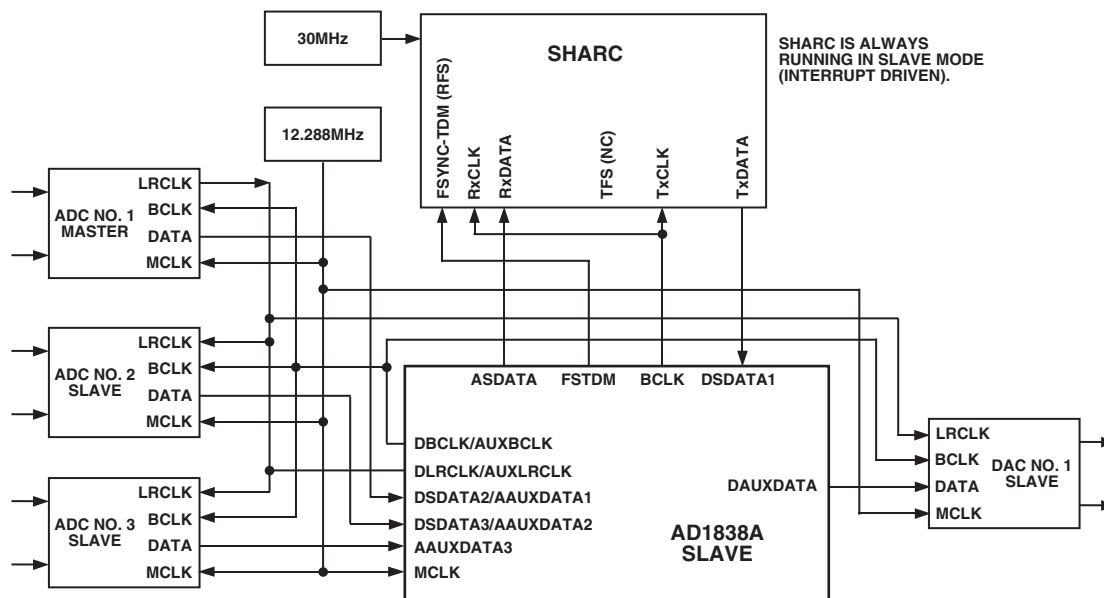 30MHz
SHARC
SHARC IS ALWAYS
RUNNING IN SLAVE MODE
(INTERRUPT DRIVEN).
12.288MHz
FSYNC-TDM (RFS)
RxCLK
RxDATA
TFS (NC)
TxCLK
TxDATA
ADC NO. 1
MASTER
LRCLK
BCLK
DATA
MCLK
ADC NO. 2
SLAVE
LRCLK
BCLK
DATA
MCLK
ADC NO. 3
SLAVE
LRCLK
BCLK
DATA
MCLK
ASDATA
FSTDM
BCLK
DSDATA1
DBCLK/AUXBCLK
DLRCLK/AUXLRCLK
DSDATA2/AAUXDATA1
DSDATA3/AAUXDATA2
AAUXDATA3
MCLK
DAUXDATA
AD1838A
SLAVE
LRCLK
BCLK
DATA
MCLK
DAC NO. 1
SLAVE